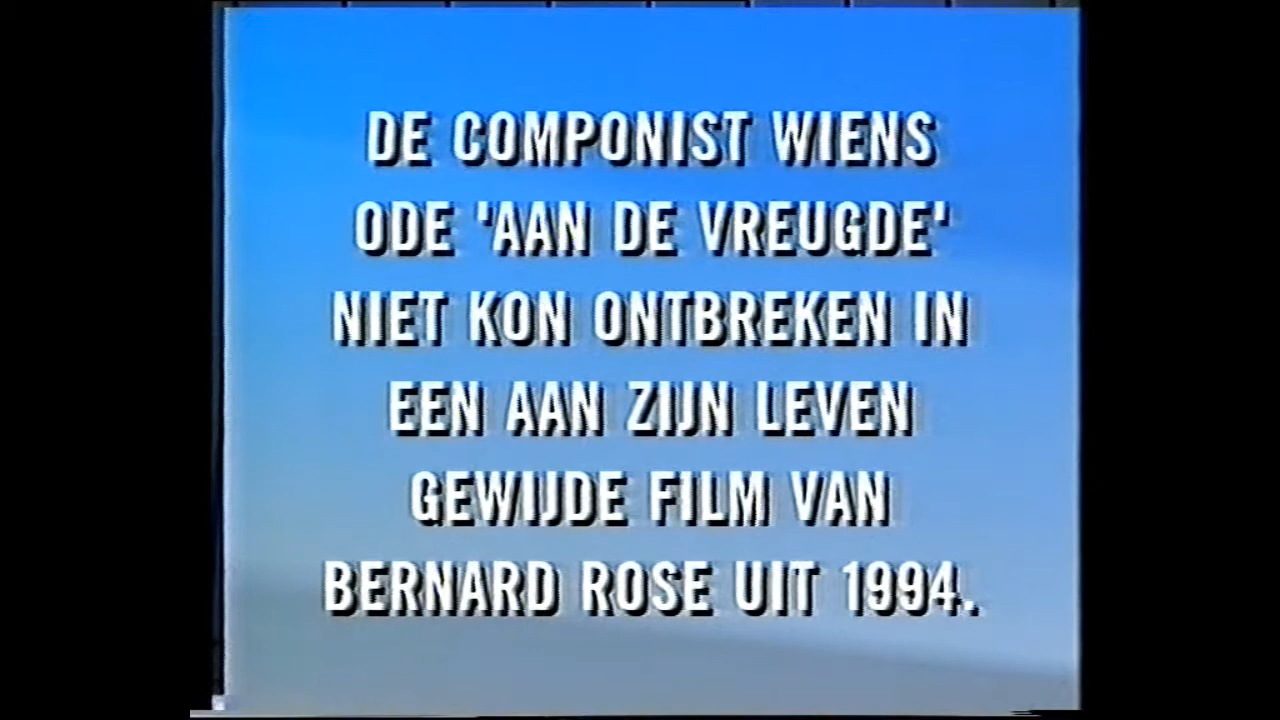 DE COMPONIST WIENS
ODE 'AAN DE VREUGDE'
NIET KON ONTBREKEN IN
EEN AAN ZIJN LEVEN
GEWIJDE FILM VAN
BERNARD ROSE UIT 1994.